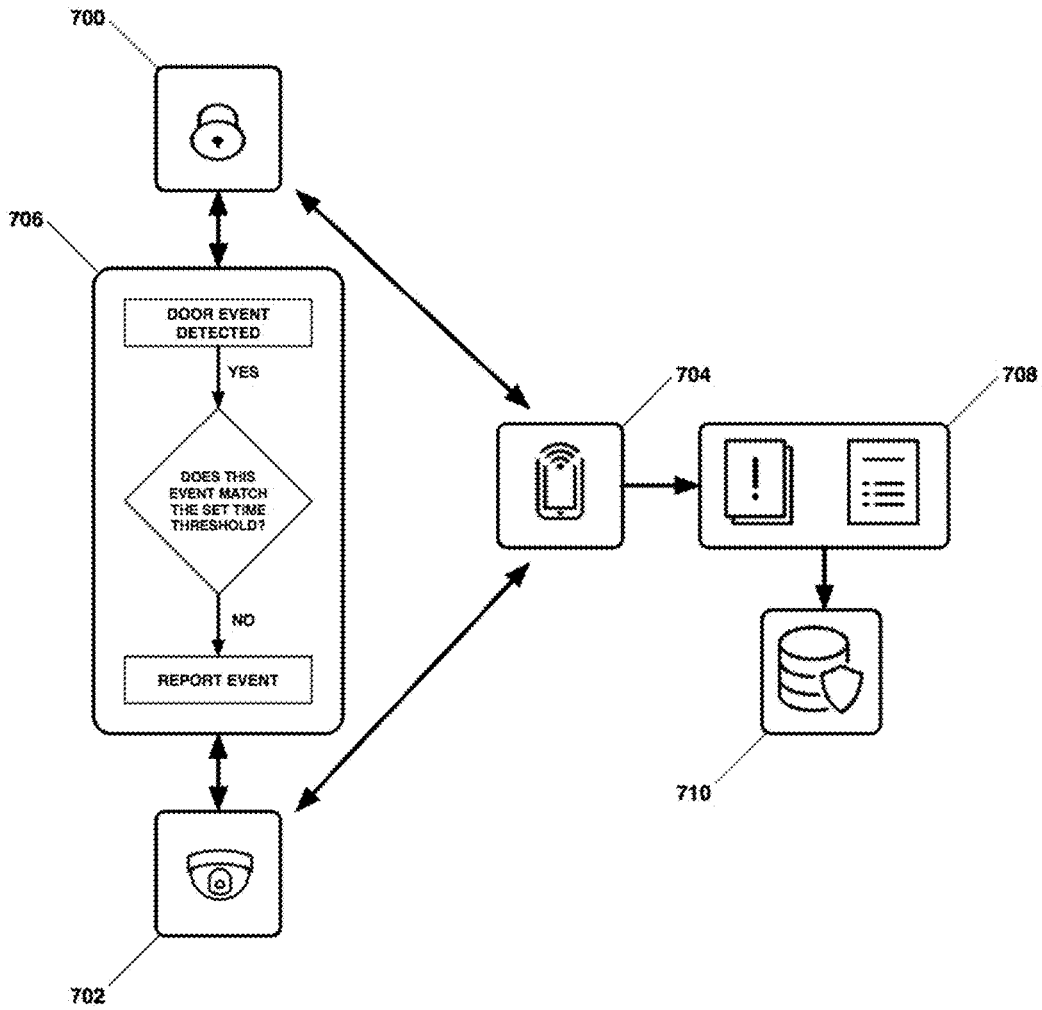 700
706
DOOR EVENT
DETECTED
YES
704
708
DOES THIS
EVENT MATCH
THE SET TIME
THRESHOLD?
NO
REPORT EVENT
710
702